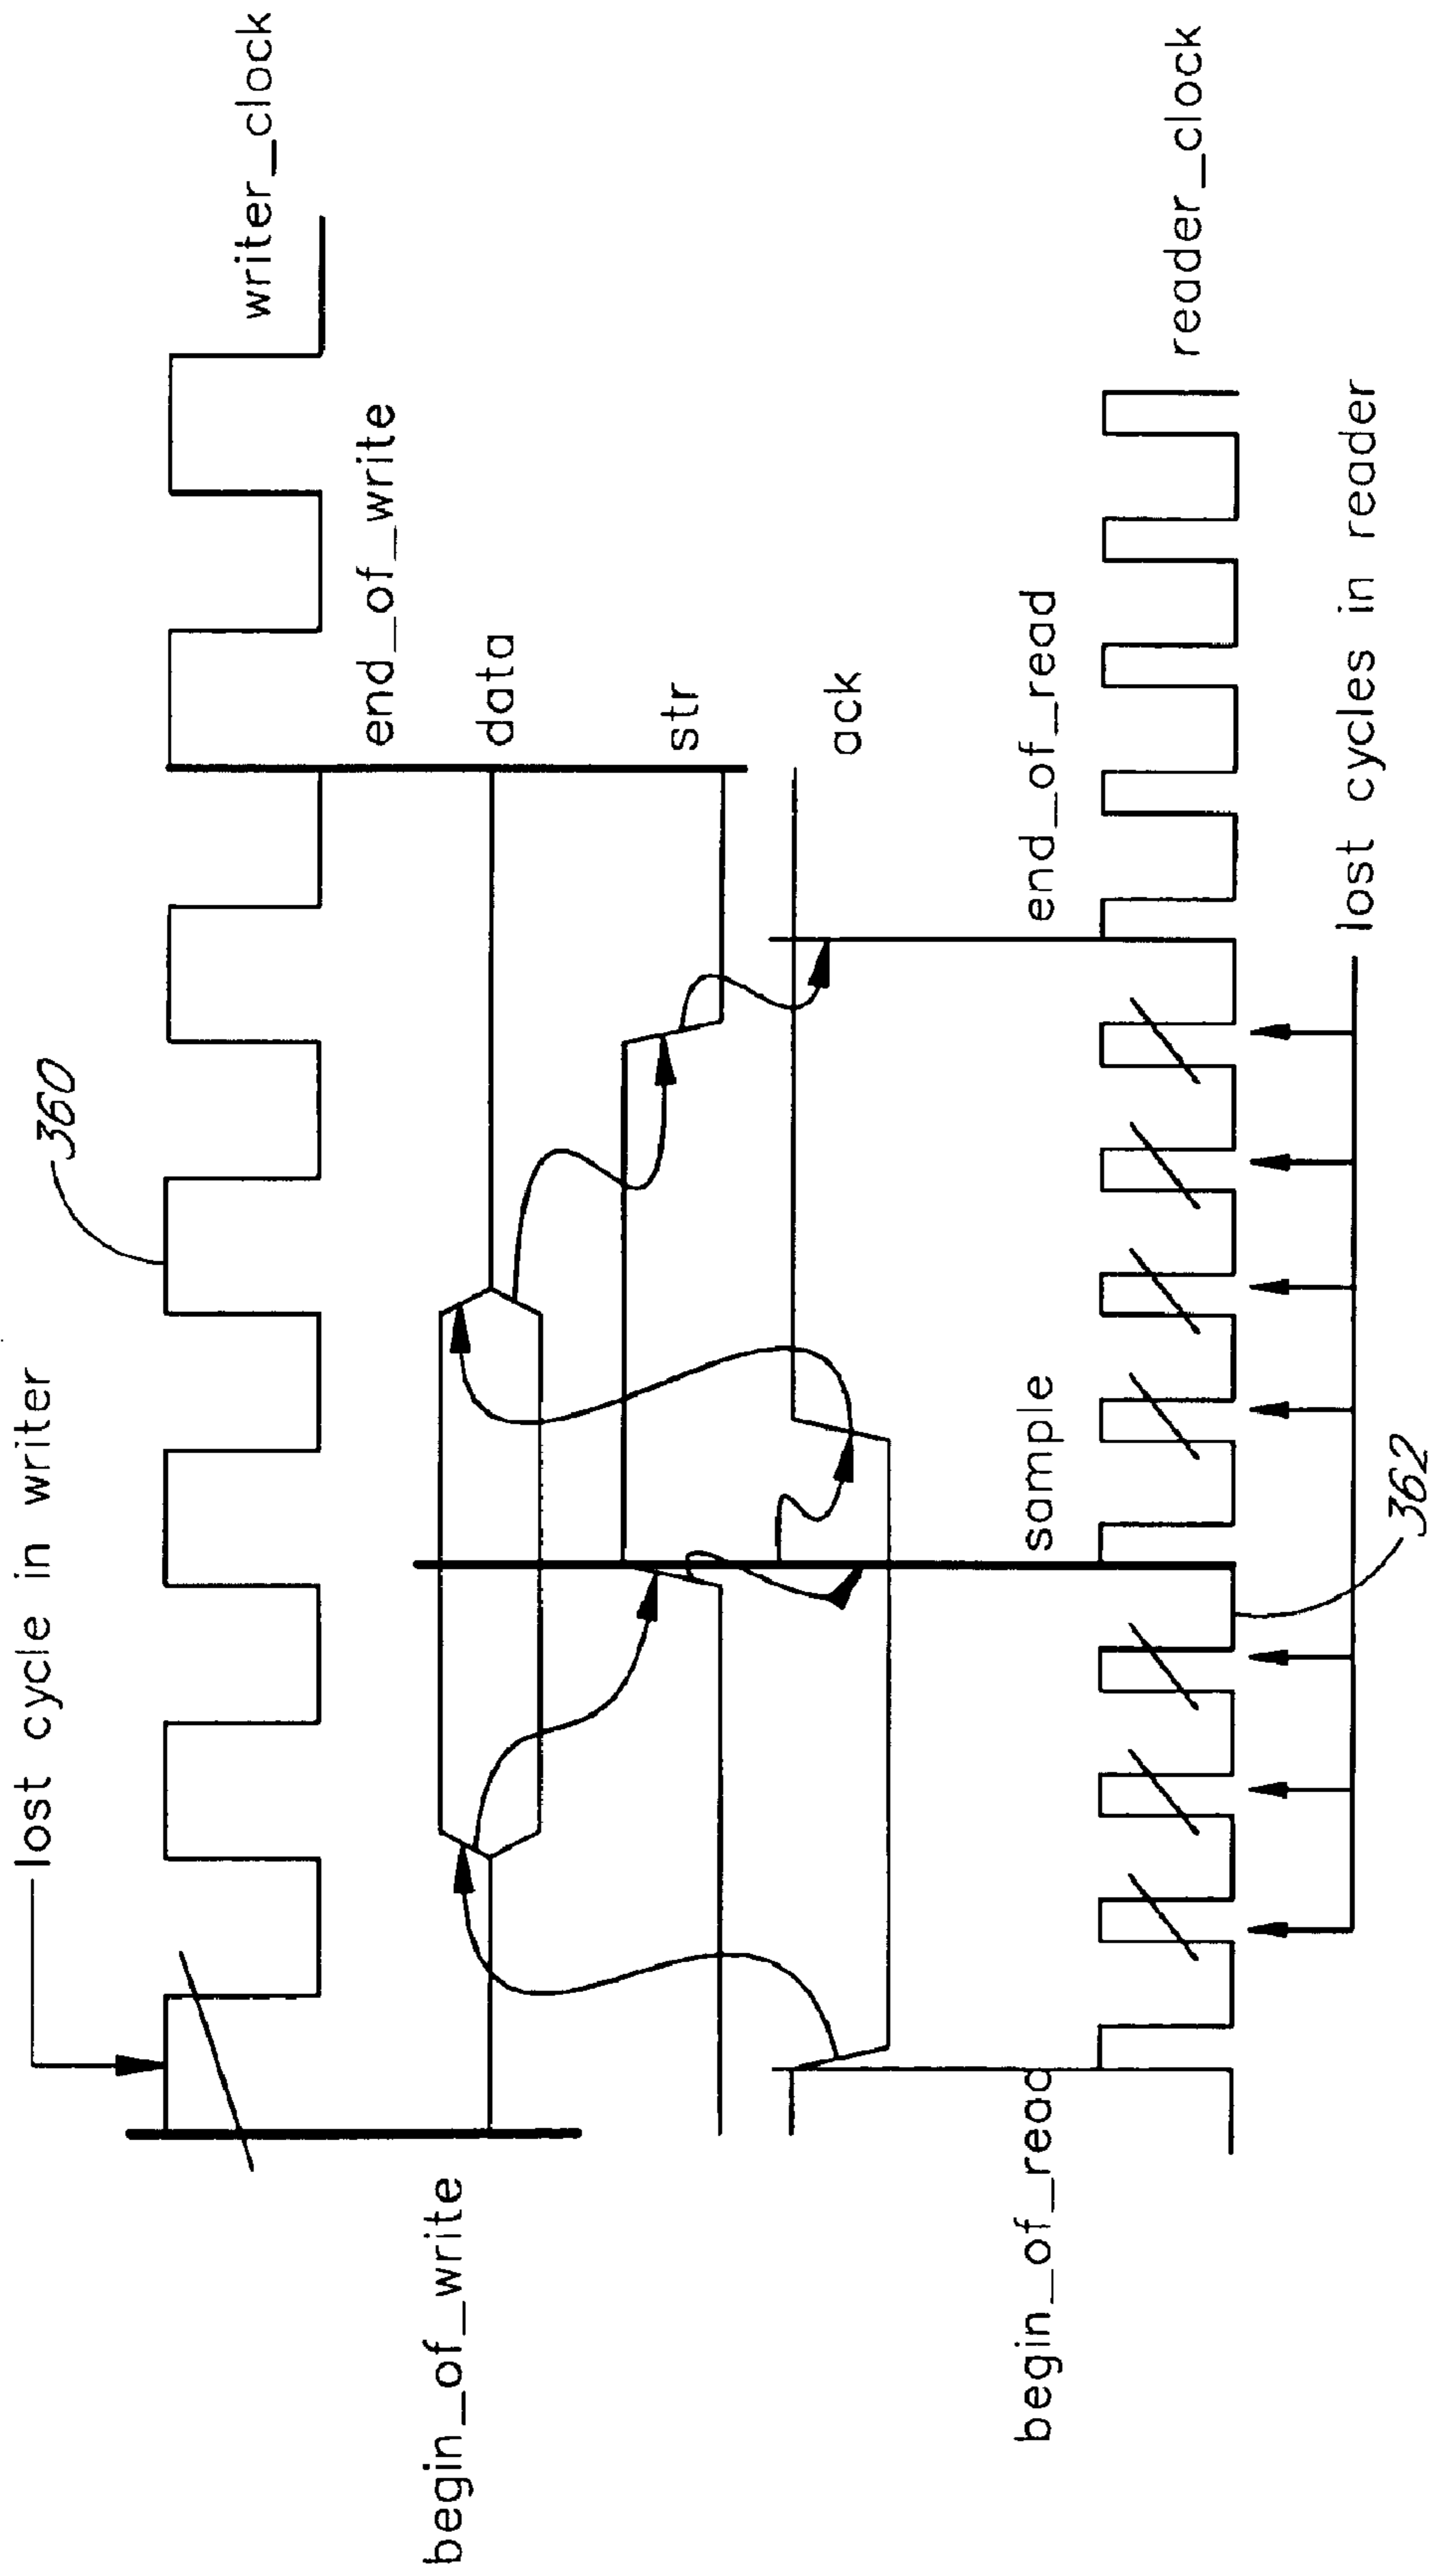 lost cycle in writer
360
writer_clock
begin_of_write
end_of_write
data
str
ack
begin_of_read
sample
end_of_read
reader_clock
362
lost cycles in reader